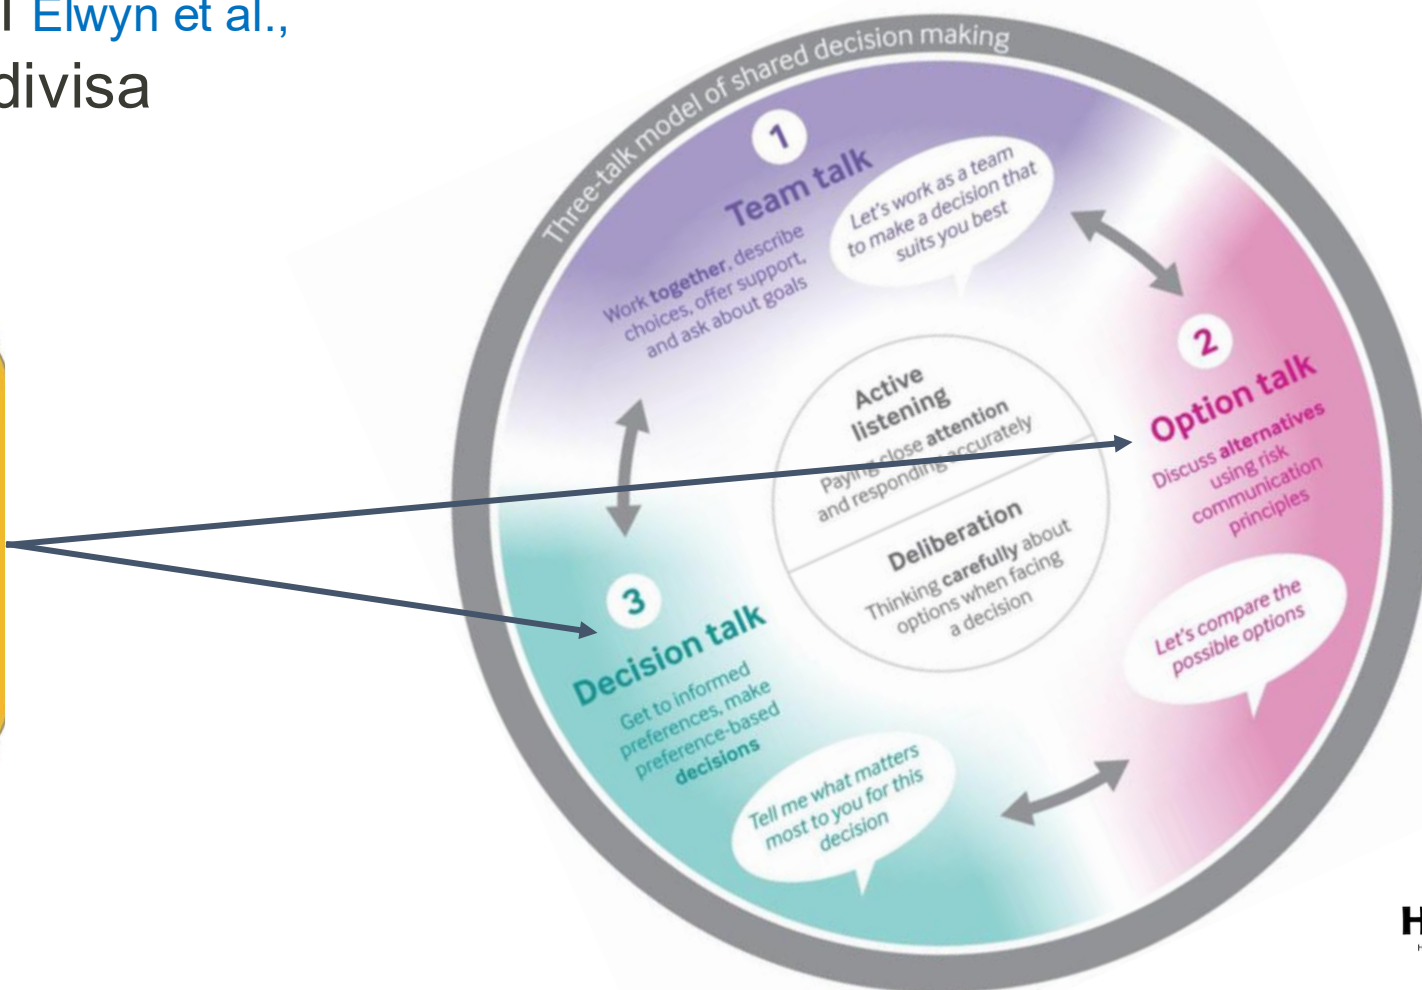 Elwyn et al.,
divisa
Three-talk model of shared decision making
1
Team talk
Work together, describe
choices, offer support,
and ask about goals
Let's work as a team
to make a decision that
suits you best
2
Option talk
Discuss alternatives
using risk
communication
principles
Let's compare the
possible options
Active
listening
Paying close attention
and responding accurately
Deliberation
Thinking carefully about
options when facing
a decision
3
Decision talk
Get to informed
preferences, make
preference-based
decisions
Tell me what matters
most to you for this
decision
H